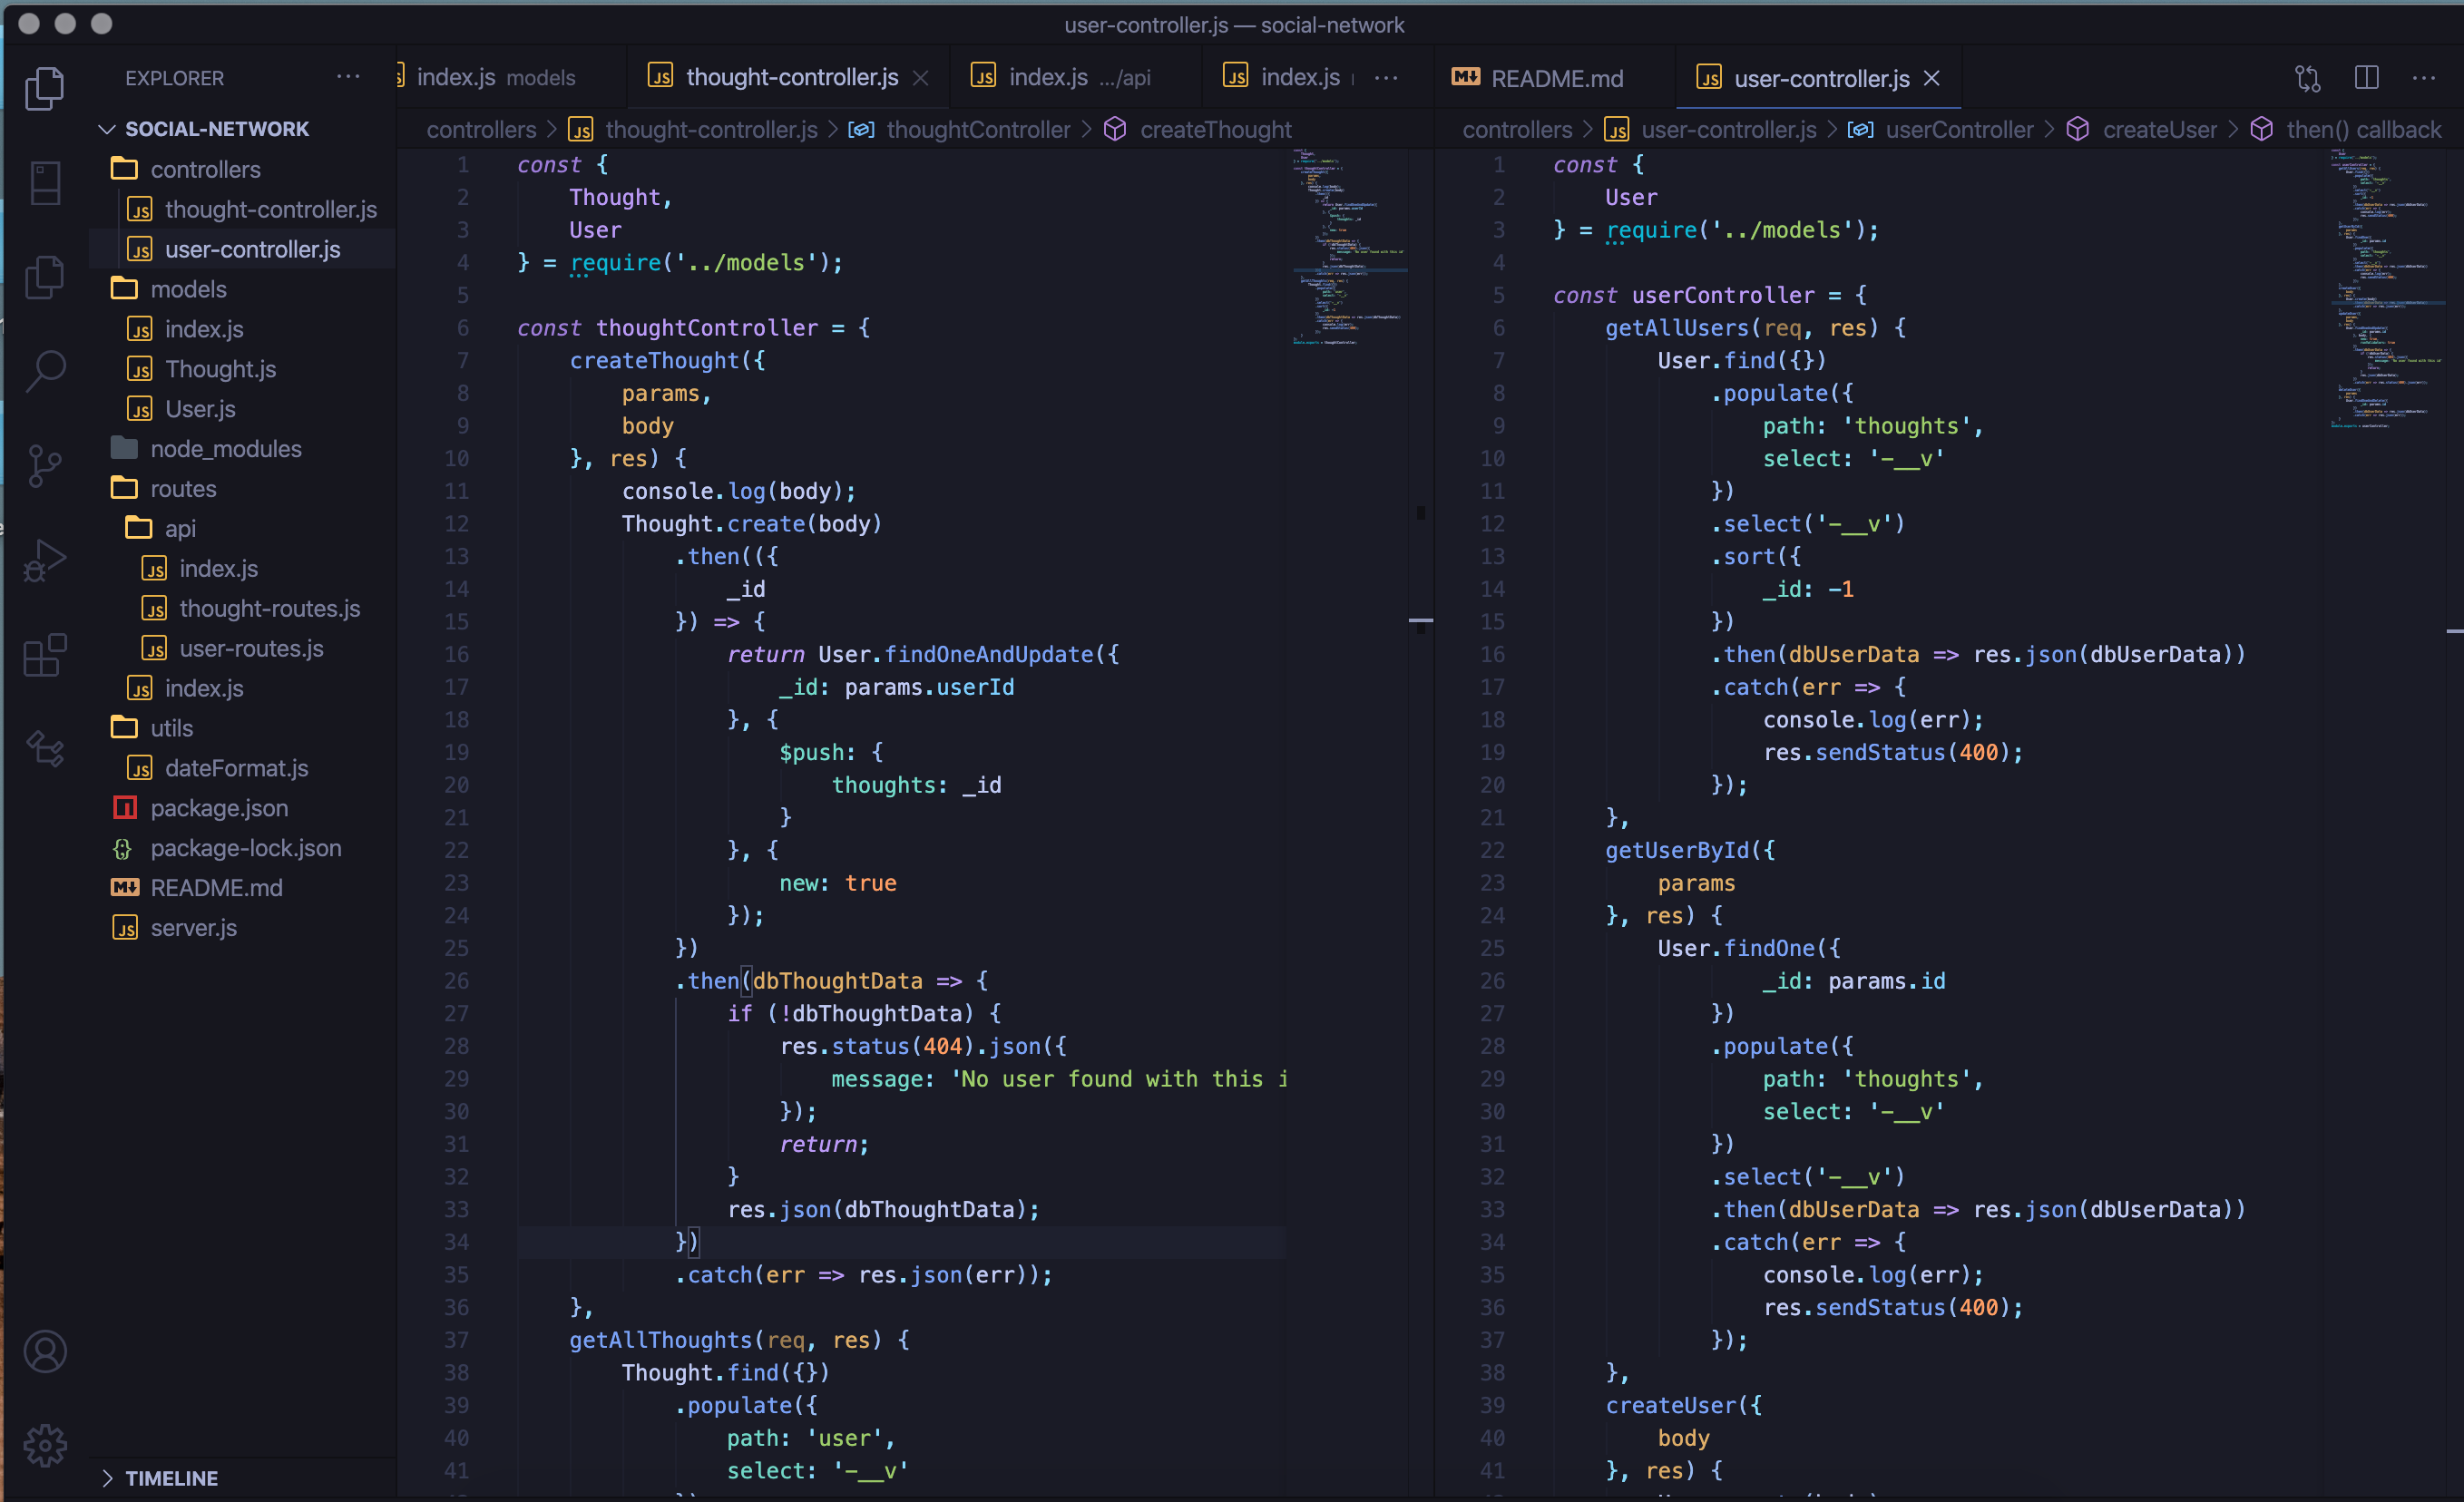 user-controller.js — social-network
EXPLORER
SOCIAL-NETWORK
controllers
thought-controller.js
user-controller.js
models
index.js
Thought.js
User.js
node_modules
routes
api
index.js
thought-routes.js
user-routes.js
index.js
utils
dateFormat.js
package.json
package-lock.json
README.md
server.js
TIMELINE
index.js models
thought-controller.js
index.js .../api
index.js
controllers > thought-controller.js > thoughtController > createThought
1 const {
2 Thought,
3 User
4 } = require('../models');
5
6 const thoughtController = {
7 createThought({
8 params,
9 body
10 }, res) {
11 console.log(body);
12 Thought.create(body)
13 .then(({
14 _id
15 }) => {
16 return User.findOneAndUpdate({
17 _id: params.userId
18 }, {
19 $push: {
20 thoughts: _id
21 }
22 }, {
23 new: true
24 });
25 })
26 .then(dbThoughtData => {
27 if (!dbThoughtData) {
28 res.status(404).json({
29 message: 'No user found with this i
30 });
31 return;
32 }
33 res.json(dbThoughtData);
34 })
35 .catch(err => res.json(err));
36 },
37 getAllThoughts(req, res) {
38 Thought.find({})
39 .populate({
40 path: 'user',
41 select: '-__v'
README.md
user-controller.js
controllers > user-controller.js > userController > createUser > then() callback
1 const {
2 User
3 } = require('../models');
4
5 const userController = {
6 getAllUsers(req, res) {
7 User.find({})
8 .populate({
9 path: 'thoughts',
10 select: '-__v'
11 })
12 .select('-__v')
13 .sort({
14 _id: -1
15 })
16 .then(dbUserData => res.json(dbUserData))
17 .catch(err => {
18 console.log(err);
19 res.sendStatus(400);
20 });
21 },
22 getUserById({
23 params
24 }, res) {
25 User.findOne({
26 _id: params.id
27 })
28 .populate({
29 path: 'thoughts',
30 select: '-__v'
31 })
32 .select('-__v')
33 .then(dbUserData => res.json(dbUserData))
34 .catch(err => {
35 console.log(err);
36 res.sendStatus(400);
37 });
38 },
39 createUser({
40 body
41 }, res) {